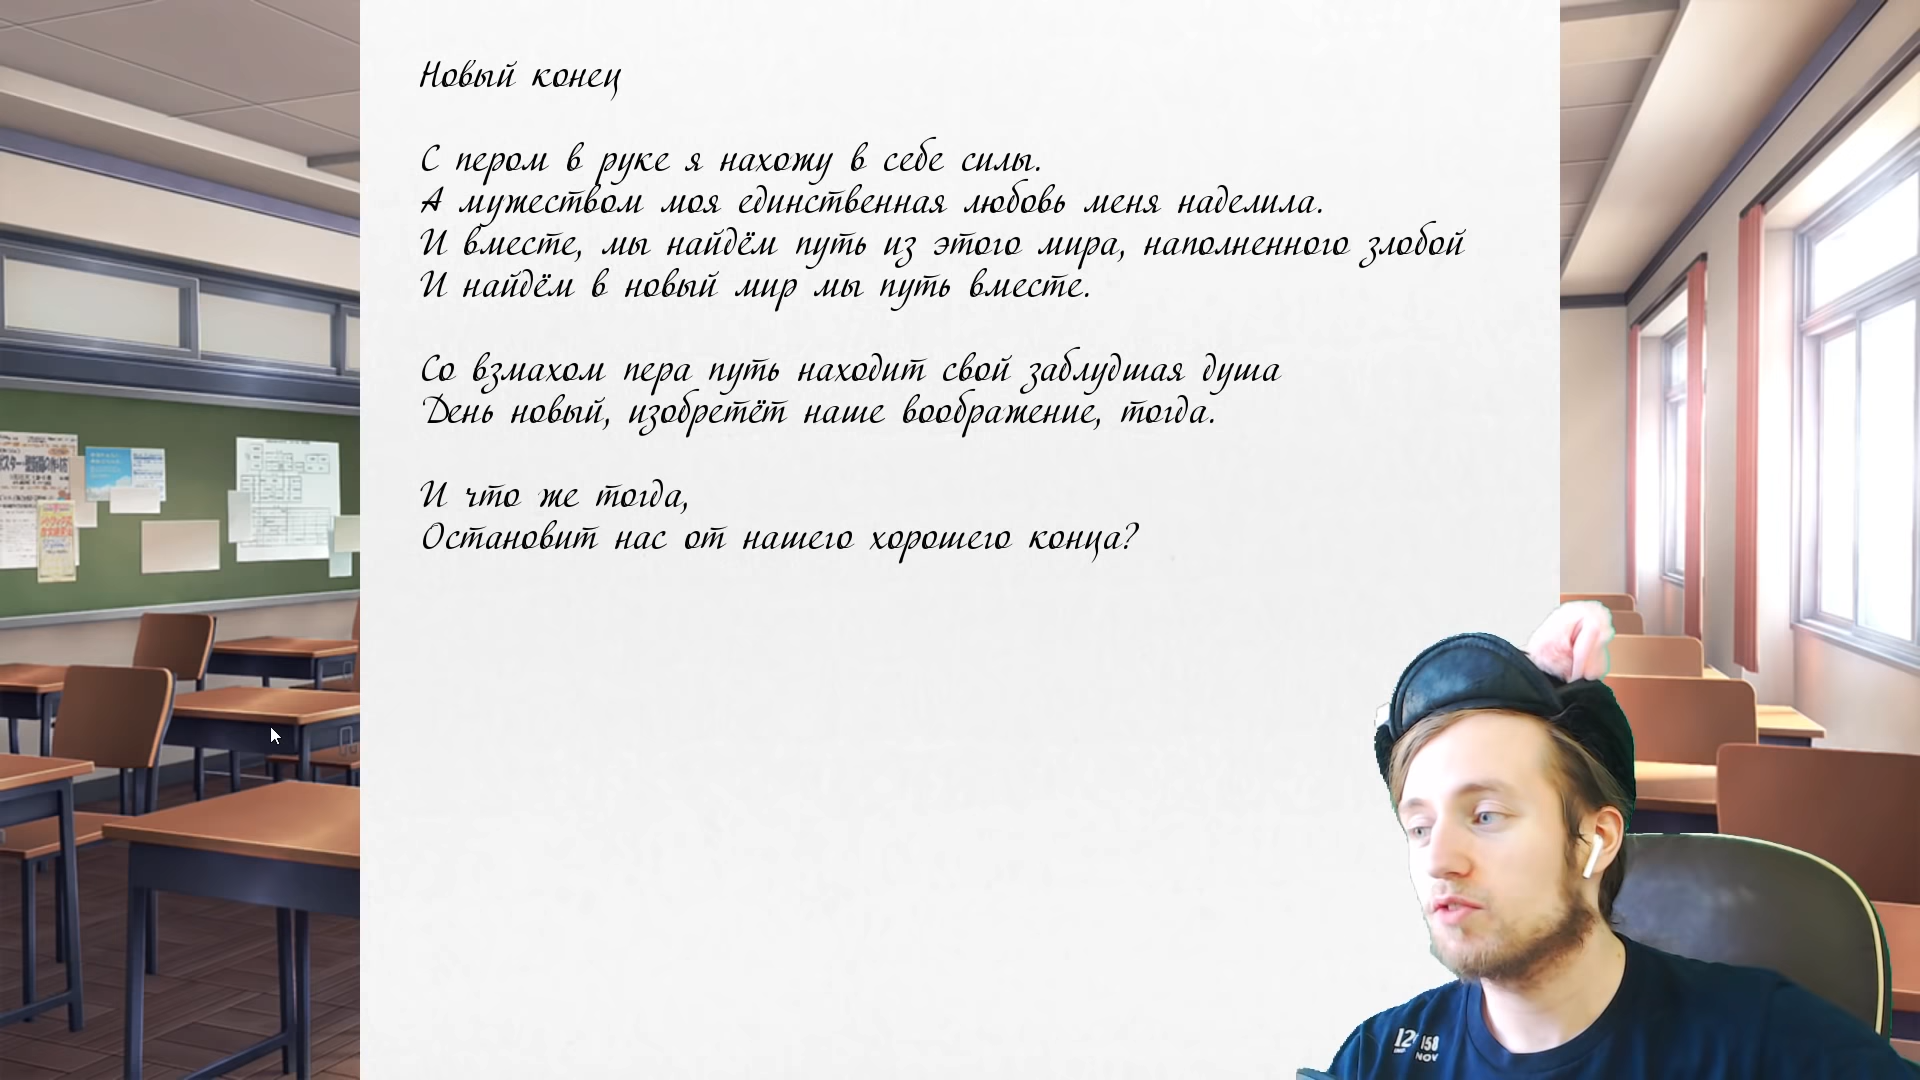 Новый конец
С пером в руке я нахожу в себе силы.
А мужеством моя единственная любовь меня наделила.
И вместе, мы найдём путь из этого мира, наполненного злобой
И найдём в новый мир мы путь вместе.
Со взмахом пера путь находит свой заблудшая душа
День новый, изобретёт наше воображение, тогда.
И что же тогда,
Остановит нас от нашего хорошего конца?
158
NOV